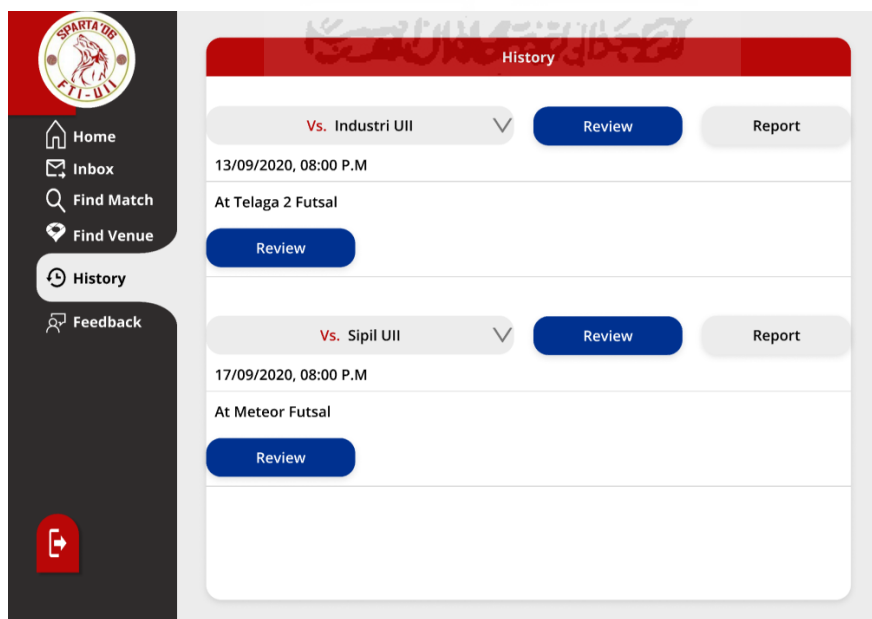 SPARTA'06
FTI-UII
Home
Inbox
Find Match
Find Venue
History
Feedback
History
Vs. Industri UII
Review
Report
13/09/2020, 08:00 P.M
At Telaga 2 Futsal
Review
Vs. Sipil UII
Review
Report
17/09/2020, 08:00 P.M
At Meteor Futsal
Review